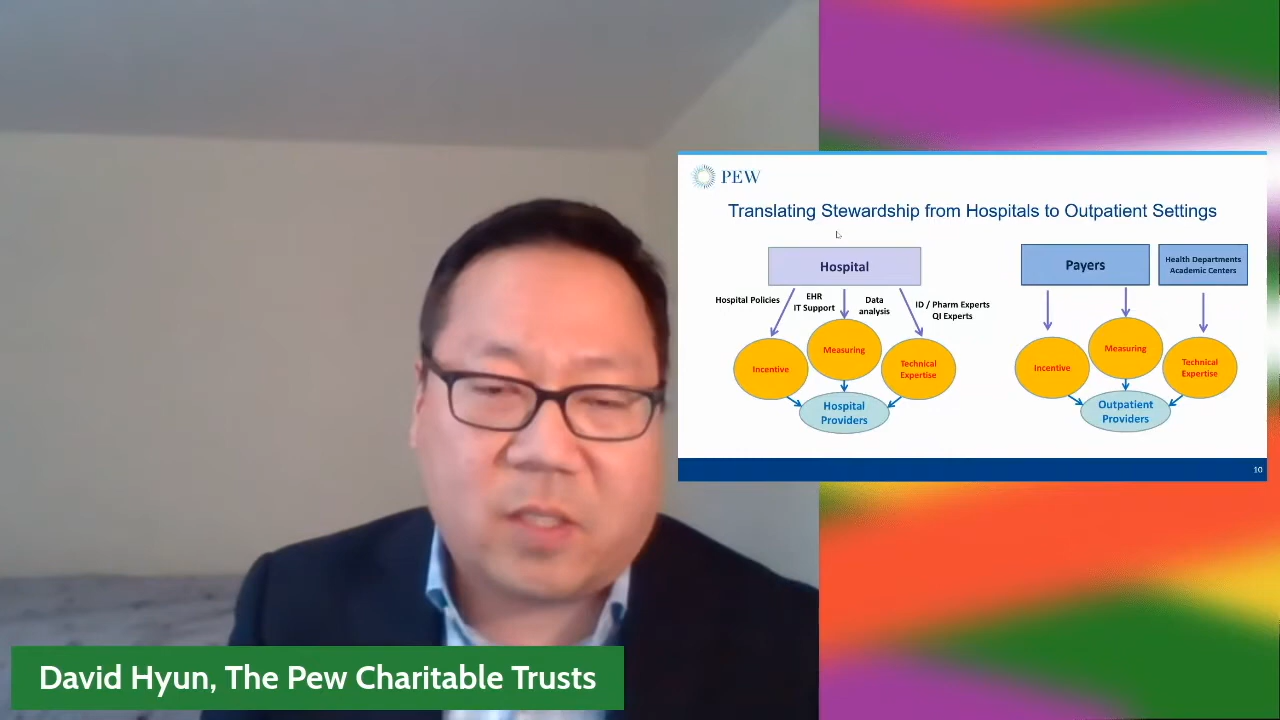 PEW
Translating Stewardship from Hospitals to Outpatient Settings
Hospital
Hospital Policies
EHR
IT Support
Data
analysis
ID / Pharm Experts
QI Experts
Incentive
Measuring
Technical
Expertise
Hospital
Providers
Payers
Health Departments
Academic Centers
Incentive
Measuring
Technical
Expertise
Outpatient
Providers
10
David Hyun, The Pew Charitable Trusts